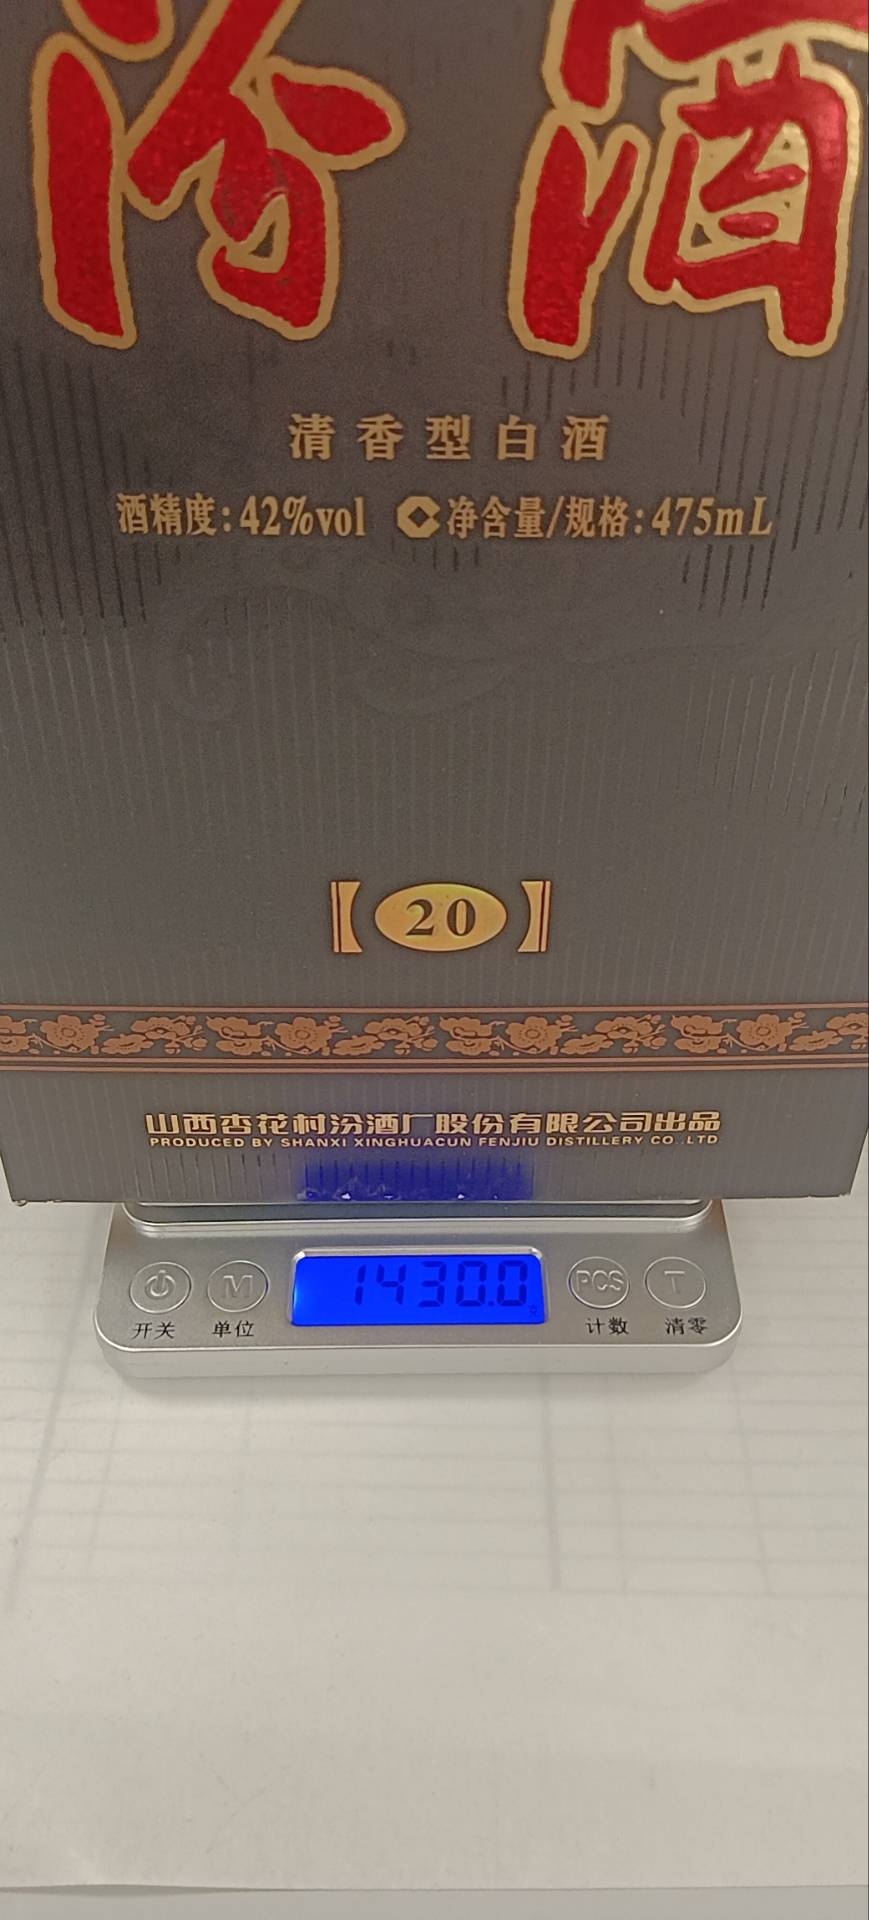 汾酒
清香型白酒
酒精度:42%vol 净含量/规格:475mL
【20】
山西杏花村汾酒厂股份有限公司出品
PRODUCED BY SHANXI XINGHUACUN FENJIU DISTILLERY CO.,LTD
1430.0 克
M PCS T
开关 单位 计数 清零